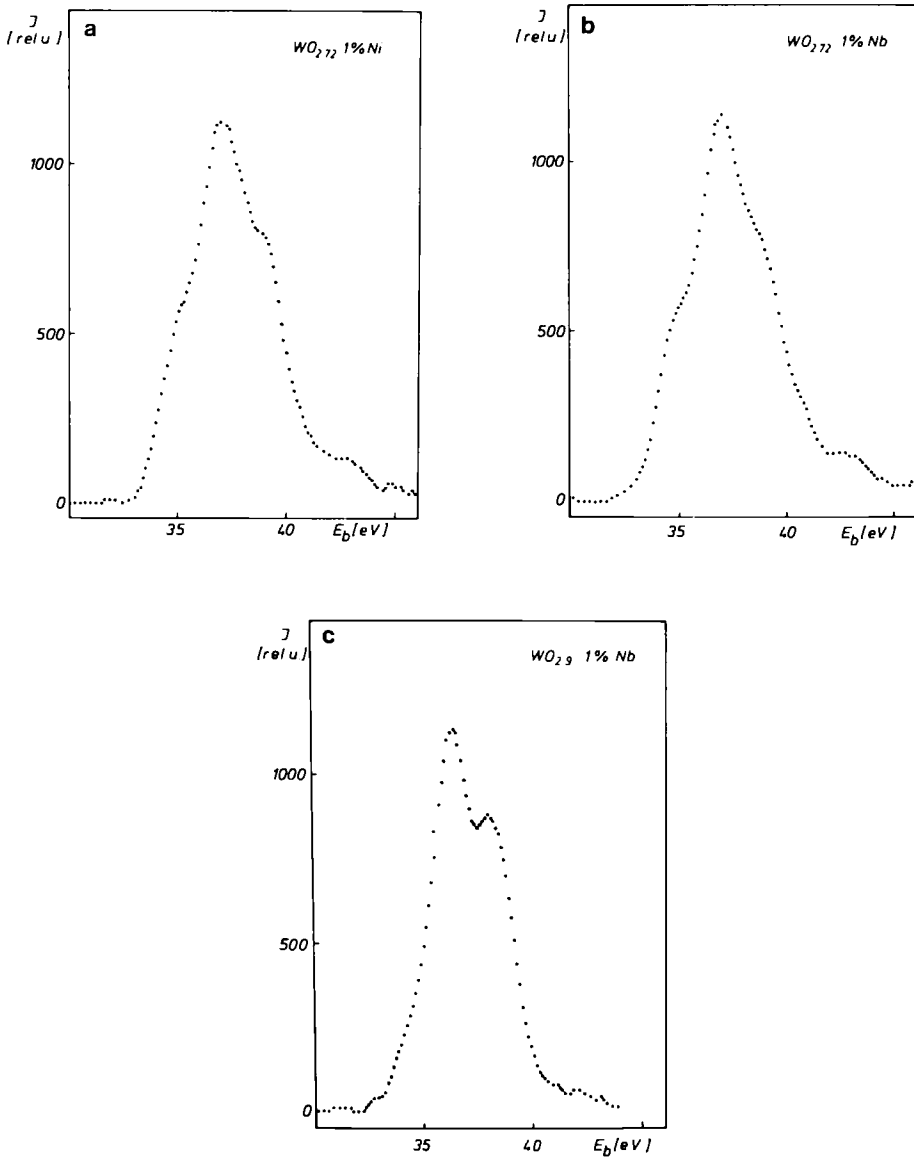 a
J
[rel u]
WO2 72 1% Ni
1000
500
0
35
40
Eb[eV]
b
J
[rel u]
WO2 72 1% Nb
1000
500
0
35
40
Eb[eV]
c
J
[rel u]
WO2 9 1% Nb
1000
500
0
35
40
Eb[eV]